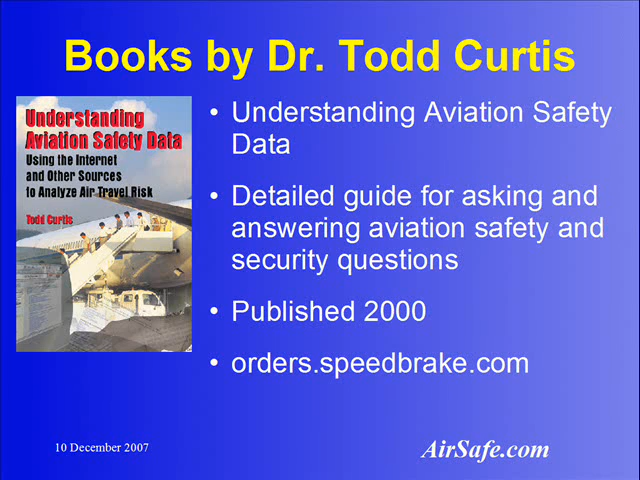 Books by Dr. Todd Curtis
Understanding
Aviation Safety Data
Using the Internet
and Other Sources
to Analyze Air Travel Risk
Todd Curtis
• Understanding Aviation Safety
Data
• Detailed guide for asking and
answering aviation safety and
security questions
• Published 2000
• orders.speedbrake.com
10 December 2007
AirSafe.com